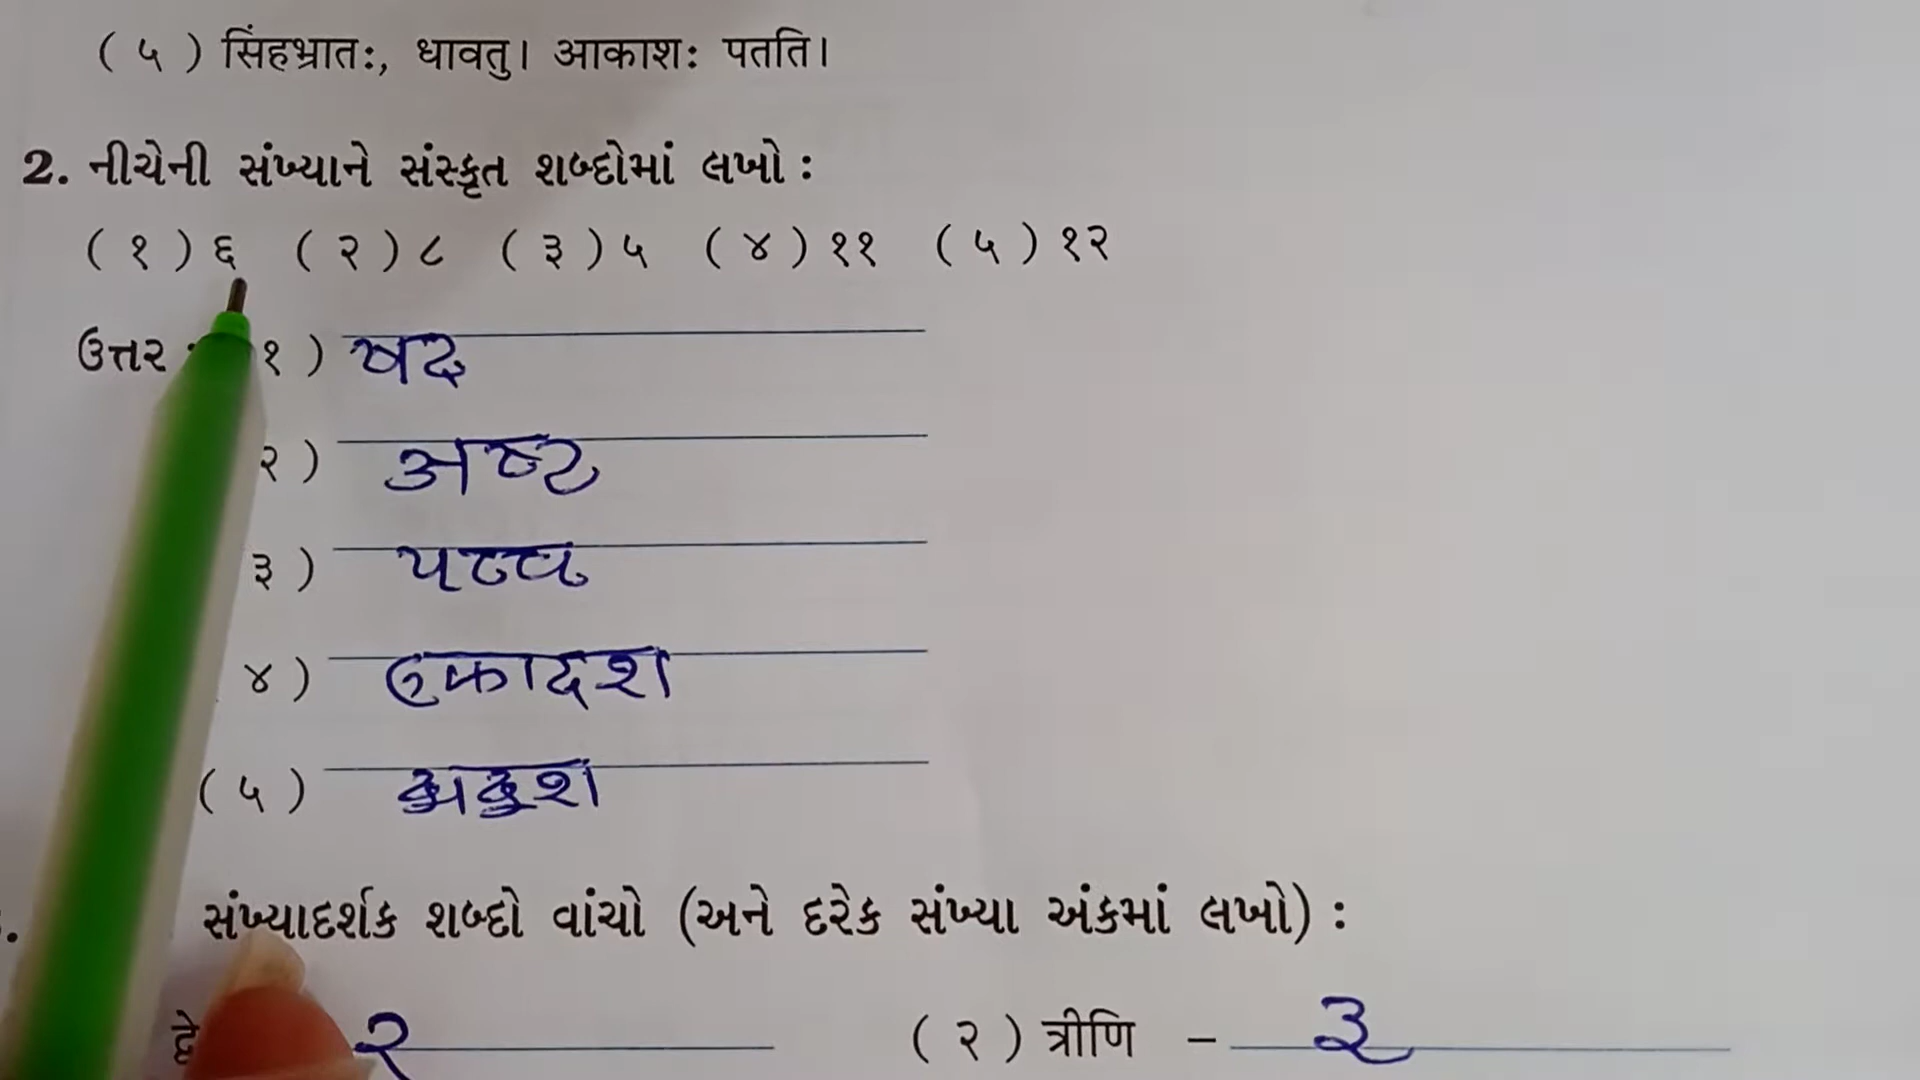 ( ५ ) सिंहभ्रातः, धावतु। आकाशः पतति।
2. નીચેની સંખ્યાને સંસ્કૃત શબ્દોમાં લખો :
( १ ) ६ ( २ ) ८ ( ३ ) ५ ( ४ ) ११ ( ५ ) १२
ઉત્તર १ ) षद
२ ) अष्ट
३ ) पञ्च
४ ) एकादश
( ५ )
સંખ્યાદર્શક શબ્દો વાંચો (અને દરેક સંખ્યા અંકમાં લખો) :
द्वे २ ( २ ) त्रीणि - ३